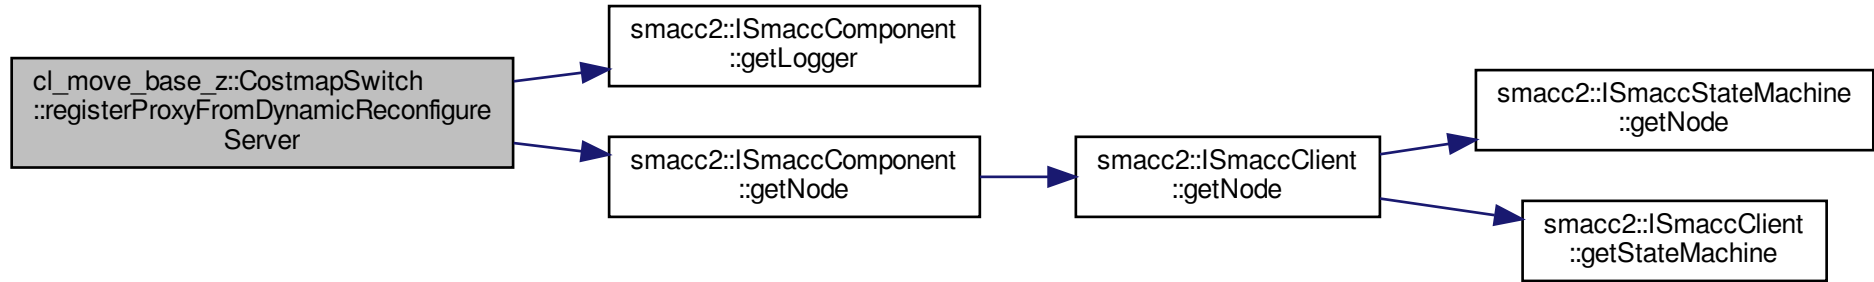 cl_move_base_z::CostmapSwitch
::registerProxyFromDynamicReconfigure
Server
smacc2::ISmaccComponent
::getLogger
smacc2::ISmaccComponent
::getNode
smacc2::ISmaccClient
::getNode
smacc2::ISmaccStateMachine
::getNode
smacc2::ISmaccClient
::getStateMachine